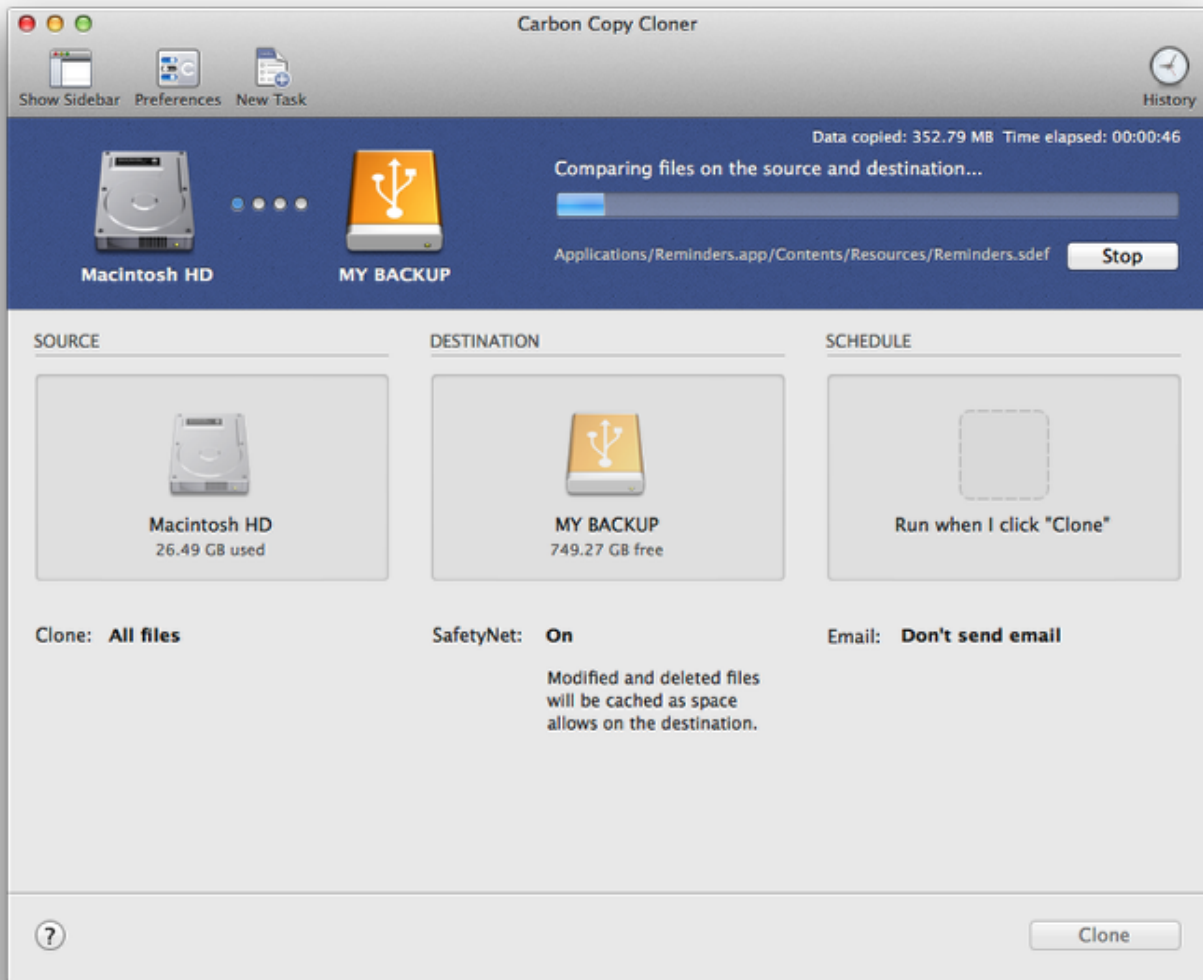 Carbon Copy Cloner
Show Sidebar Preferences New Task History
Data copied: 352.79 MB Time elapsed: 00:00:46
Comparing files on the source and destination...
Applications/Reminders.app/Contents/Resources/Reminders.sdef Stop
Macintosh HD MY BACKUP
SOURCE DESTINATION SCHEDULE
Macintosh HD MY BACKUP Run when I click "Clone"
26.49 GB used 749.27 GB free
Clone: All files SafetyNet: On Email: Don't send email
Modified and deleted files
will be cached as space
allows on the destination.
? Clone